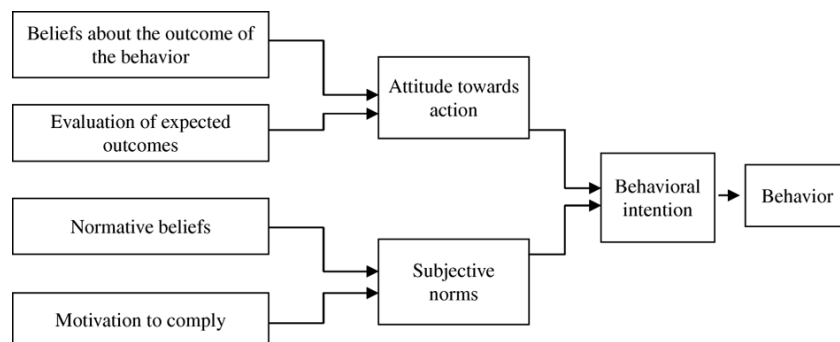 Beliefs about the outcome of
the behavior
Evaluation of expected
outcomes
Normative beliefs
Motivation to comply
Attitude towards
action
Subjective
norms
Behavioral
intention
Behavior